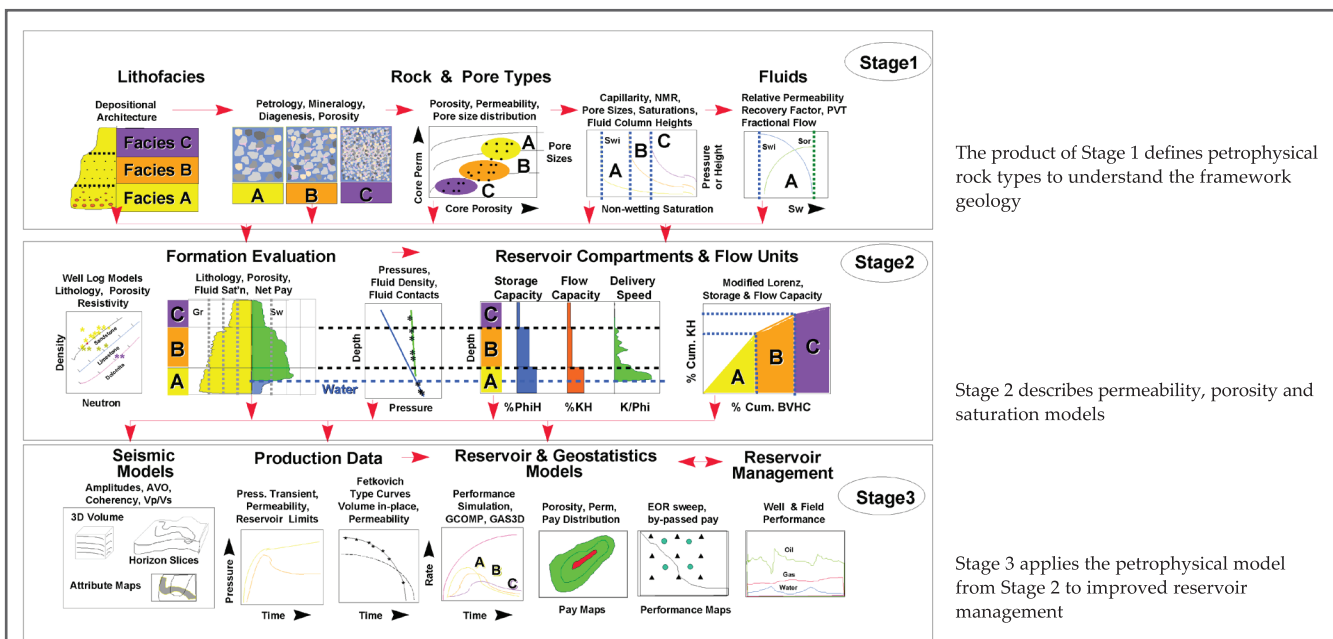 Stage1
Lithofacies
Rock & Pore Types
Fluids
Depositional
Architecture
Petrology, Mineralogy,
Diagenesis, Porosity
Porosity, Permeability,
Pore size distribution
Capillarity, NMR,
Pore Sizes, Saturations,
Fluid Column Heights
Relative Permeability
Recovery Factor, PVT
Fractional Flow
Facies C
Facies B
Facies A
A
B
C
Core Perm
A
B
C
Pore
Sizes
Core Porosity
Swi
A
B
C
Pressure
or Height
Non-wetting Saturation
Swi
Sor
A
Sw
The product of Stage 1 defines petrophysical
rock types to understand the framework
geology
Stage2
Formation Evaluation
Reservoir Compartments & Flow Units
Well Log Models
Lithology, Porosity
Resistivity
Lithology, Porosity,
Fluid Sat'n, Net Pay
Pressures,
Fluid Density,
Fluid Contacts
Storage
Capacity
Flow
Capacity
Delivery
Speed
Modified Lorenz,
Storage & Flow Capacity
Density
Sandstone
Limestone
Dolomite
Neutron
C
B
A
Gr
Sw
Water
Depth
Pressure
Depth
C
B
A
%PhiH
%KH
K/Phi
% Cum. KH
A
B
C
% Cum. BVHC
Stage 2 describes permeability, porosity and
saturation models
Stage3
Seismic
Models
Production Data
Reservoir & Geostatistics
Models
Reservoir
Management
Amplitudes, AVO,
Coherency, Vp/Vs
Press. Transient,
Permeability,
Reservoir Limits
Fetkovich
Type Curves
Volume in-place,
Permeability
Performance
Simulation,
GCOMP, GAS3D
Porosity, Perm,
Pay Distribution
EOR sweep,
by-passed pay
Well & Field
Performance
3D Volume
Horizon Slices
Attribute Maps
Pressure
Time
Time
Rate
A
B
C
Time
Pay Maps
Performance Maps
Oil
Gas
Water
Time
Stage 3 applies the petrophysical model
from Stage 2 to improved reservoir
management